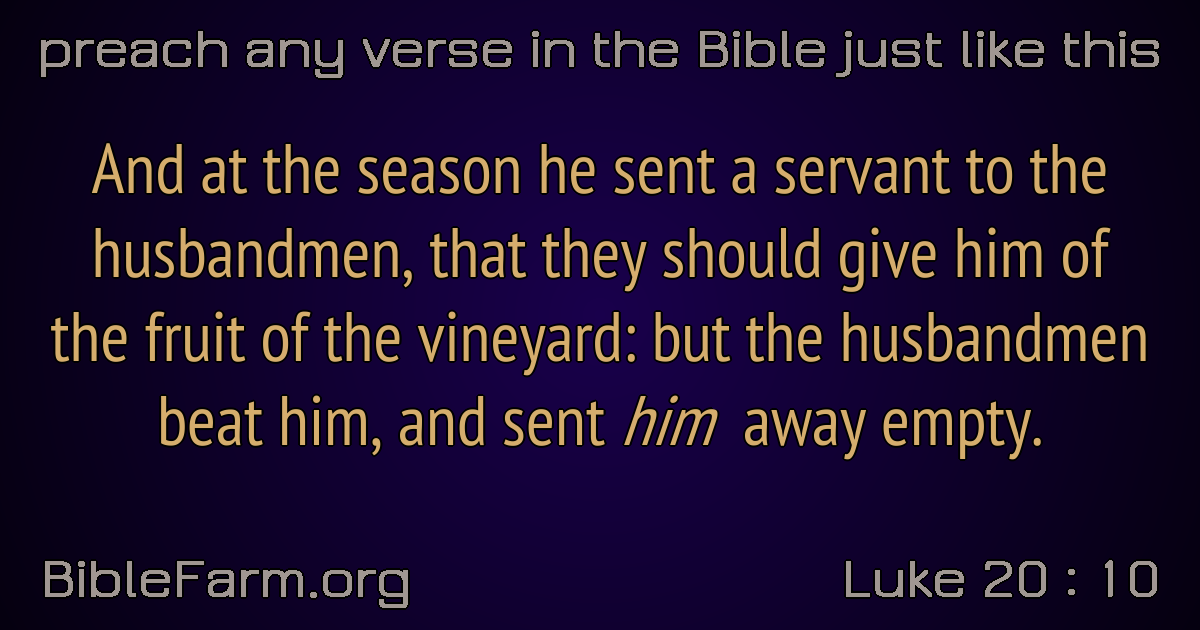 preach any verse in the Bible just like this
And at the season he sent a servant to the
husbandmen, that they should give him of
the fruit of the vineyard: but the husbandmen
beat him, and sent him away empty.
BibleFarm.org
Luke 20 : 10